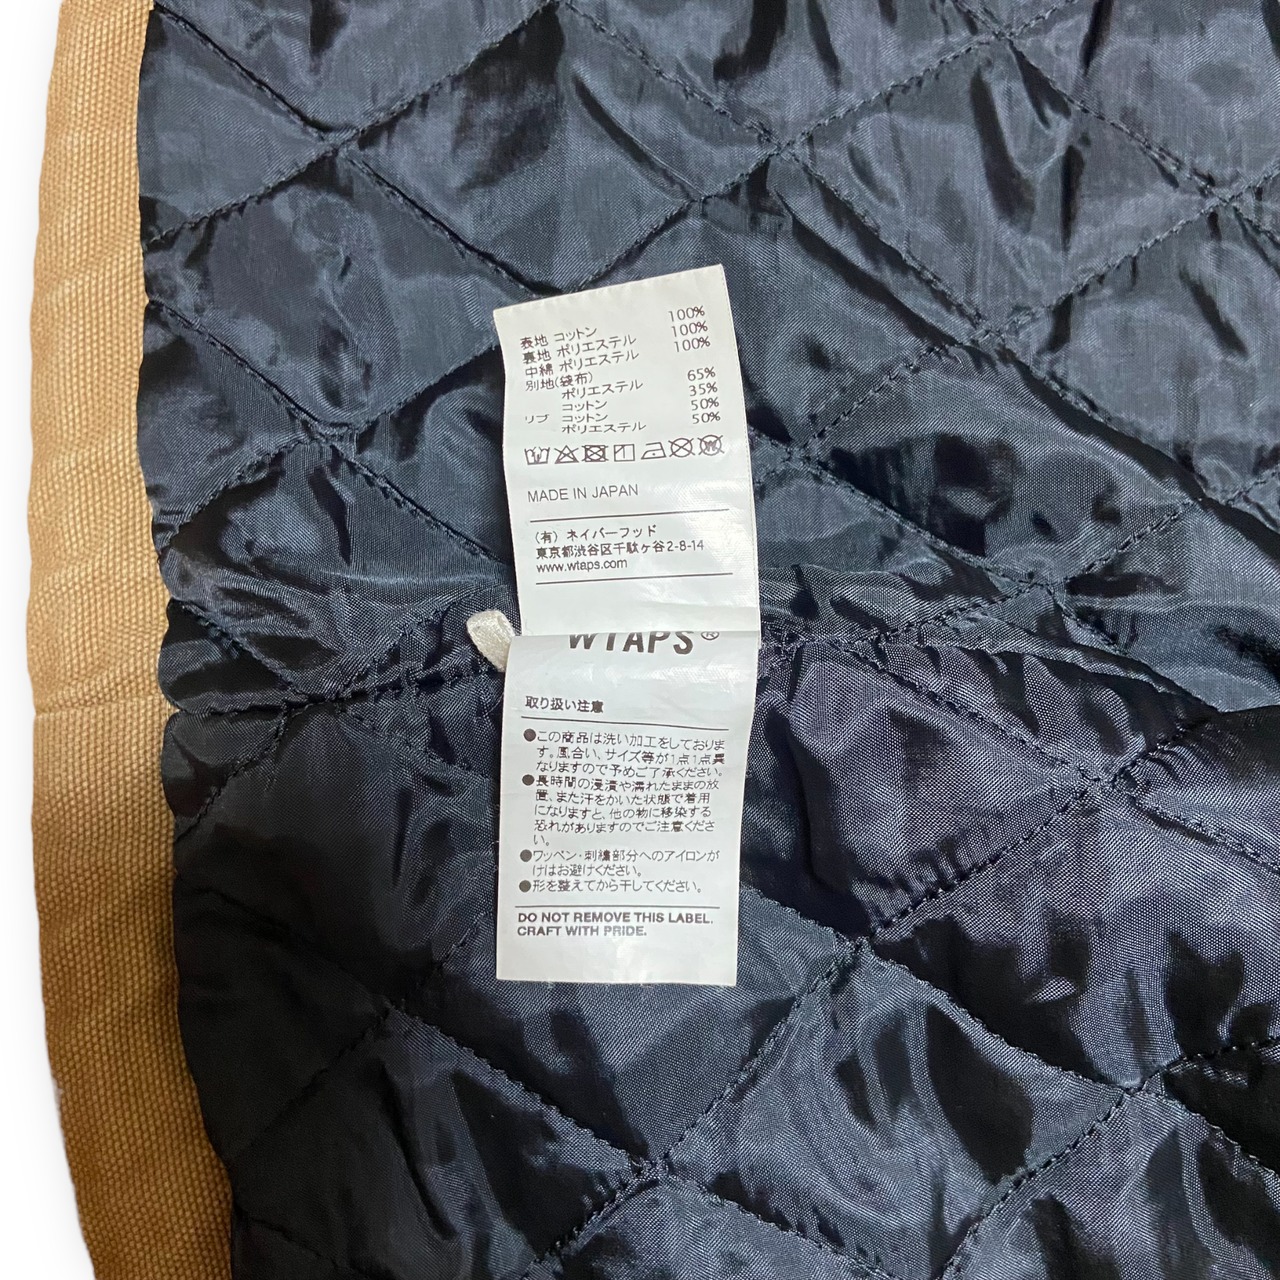 表地 コットン 100%
裏地 ポリエステル 100%
中綿 ポリエステル 100%
別地(袋布)
ポリエステル 65%
コットン 35%
リブ コットン 50%
ポリエステル 50%
MADE IN JAPAN
(有) ネイバーフッド
東京都渋谷区千駄ヶ谷2-8-14
www.wtaps.com
WTAPS®
取り扱い注意
●この商品は洗い加工をしておりま
す。風合い、サイズ等が1点1点異
なりますので予めご了承ください。
●長時間の浸漬や濡れたままの放
置、また汗をかいた状態で着用
になりますと、他の物に移染する
恐れがありますのでご注意くださ
い。
●ワッペン・刺繍部分へのアイロンが
けはお避けください。
●形を整えてから干してください。
DO NOT REMOVE THIS LABEL.
CRAFT WITH PRIDE.